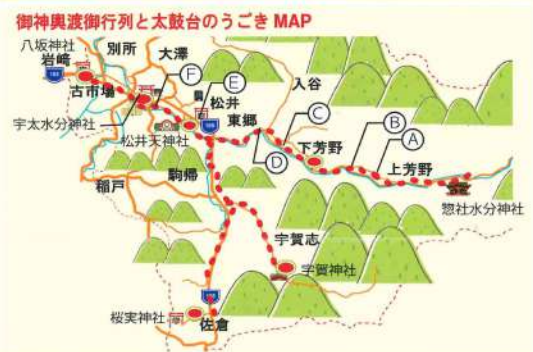 御神輿渡御行列と太鼓台のうごき MAP
八坂神社
岩﨑
別所
大澤
古市場
F
E
松井
東郷
入谷
宇太水分神社
松井天神社
C
B
D
下芳野
A
上芳野
稲戸
駒帰
惣社水分神社
宇賀志
宇賀神社
桜実神社
佐倉